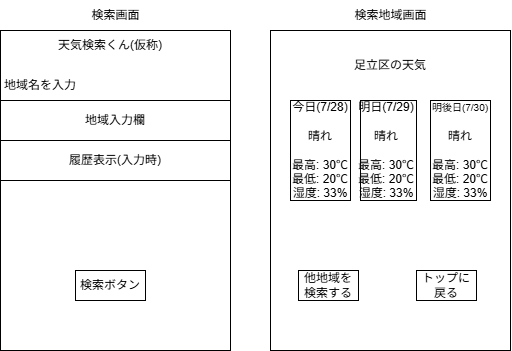 検索画面
天気検索くん(仮称)
地域名を入力
地域入力欄
履歴表示(入力時)
検索ボタン
検索地域画面
足立区の天気
今日(7/28)
晴れ
最高: 30℃
最低: 20℃
湿度: 33%
明日(7/29)
晴れ
最高: 30℃
最低: 20℃
湿度: 33%
明後日(7/30)
晴れ
最高: 30℃
最低: 20℃
湿度: 33%
他地域を
検索する
トップに
戻る